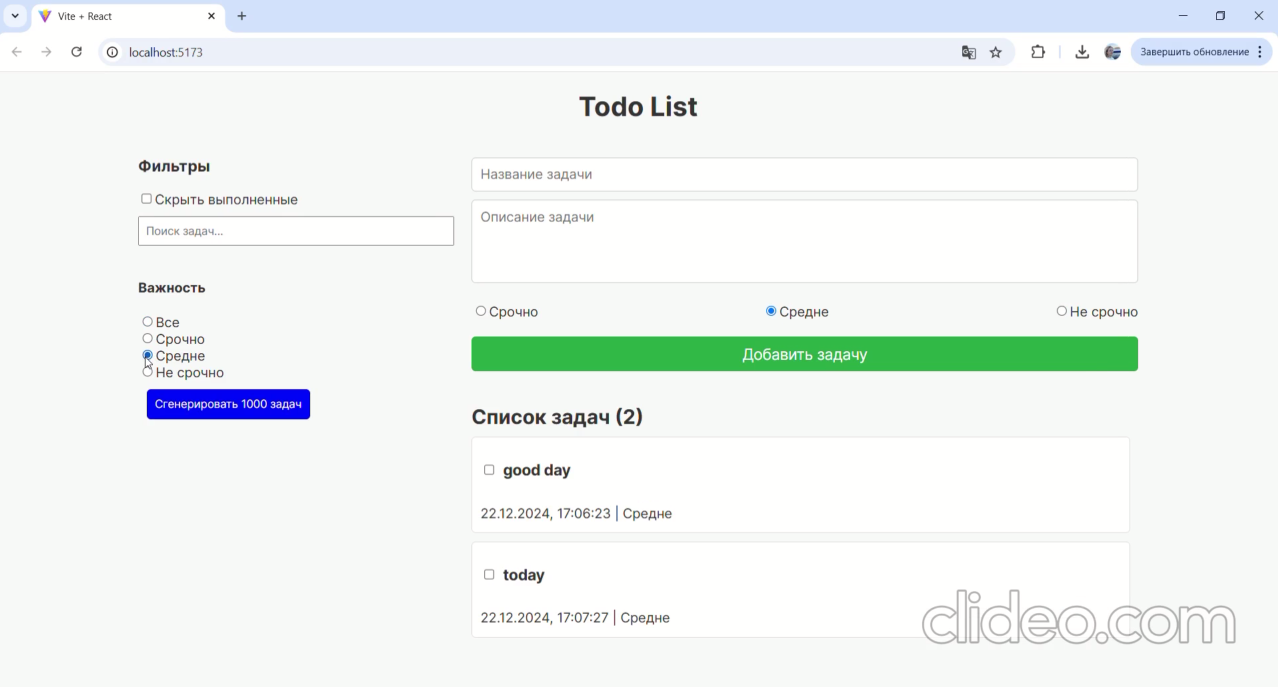 Vite + React
localhost:5173
Завершить обновление
Todo List
Фильтры
Скрыть выполненные
Поиск задач...
Важность
Все
Срочно
Средне
Не срочно
Сгенерировать 1000 задач
Название задачи
Описание задачи
Срочно
Средне
Не срочно
Добавить задачу
Список задач (2)
good day
22.12.2024, 17:06:23 | Средне
today
22.12.2024, 17:07:27 | Средне
clideo.com